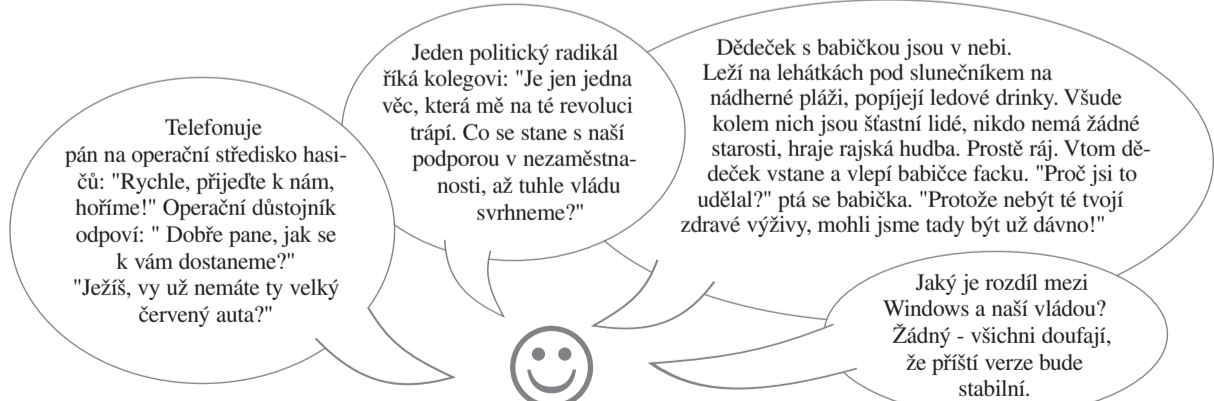 Telefonuje
pán na operační středisko hasi-
čů: "Rychle, přijeďte k nám,
hoříme!" Operační důstojník
odpoví: " Dobře pane, jak se
k vám dostaneme?"
"Ježíš, vy už nemáte ty velký
červený auta?"
Jeden politický radikál
říká kolegovi: "Je jen jedna
věc, která mě na té revoluci
trápí. Co se stane s naší
podporou v nezaměstna-
nosti, až tuhle vládu
svrhneme?"
Dědeček s babičkou jsou v nebi.
Leží na lehátkách pod slunečníkem na
nádherné pláži, popíjejí ledové drinky. Všude
kolem nich jsou šťastní lidé, nikdo nemá žádné
starosti, hraje rajská hudba. Prostě ráj. Vtom dě-
deček vstane a vlepí babičce facku. "Proč jsi to
udělal?" ptá se babička. "Protože nebýt té tvojí
zdravé výživy, mohli jsme tady být už dávno!"
Jaký je rozdíl mezi
Windows a naší vládou?
Žádný - všichni doufají,
že příští verze bude
stabilní.